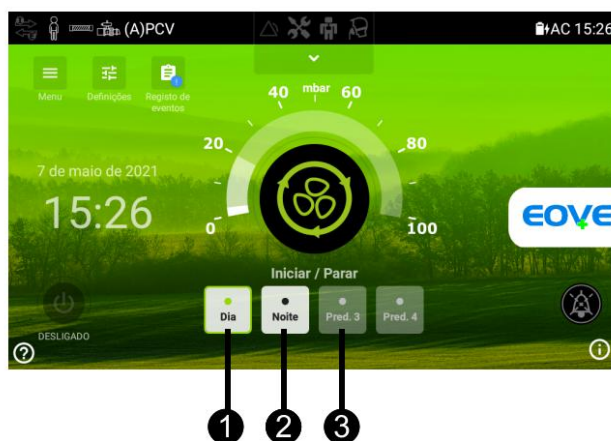 (A)PCV
AC 15:26
Menu
Definições
Registo de
eventos
0
20
40
mbar
60
80
100
7 de maio de 2021
15:26
EOVE
Iniciar / Parar
Dia
Noite
Pred. 3
Pred. 4
DESLIGADO
?
i
1
2
3